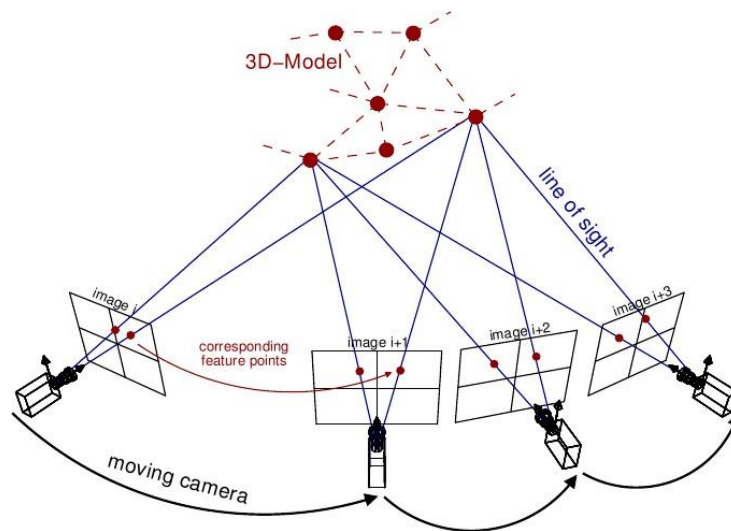 3D-Model
line of sight
image i
image i+3
corresponding
feature points
image i+1
image i+2
moving camera